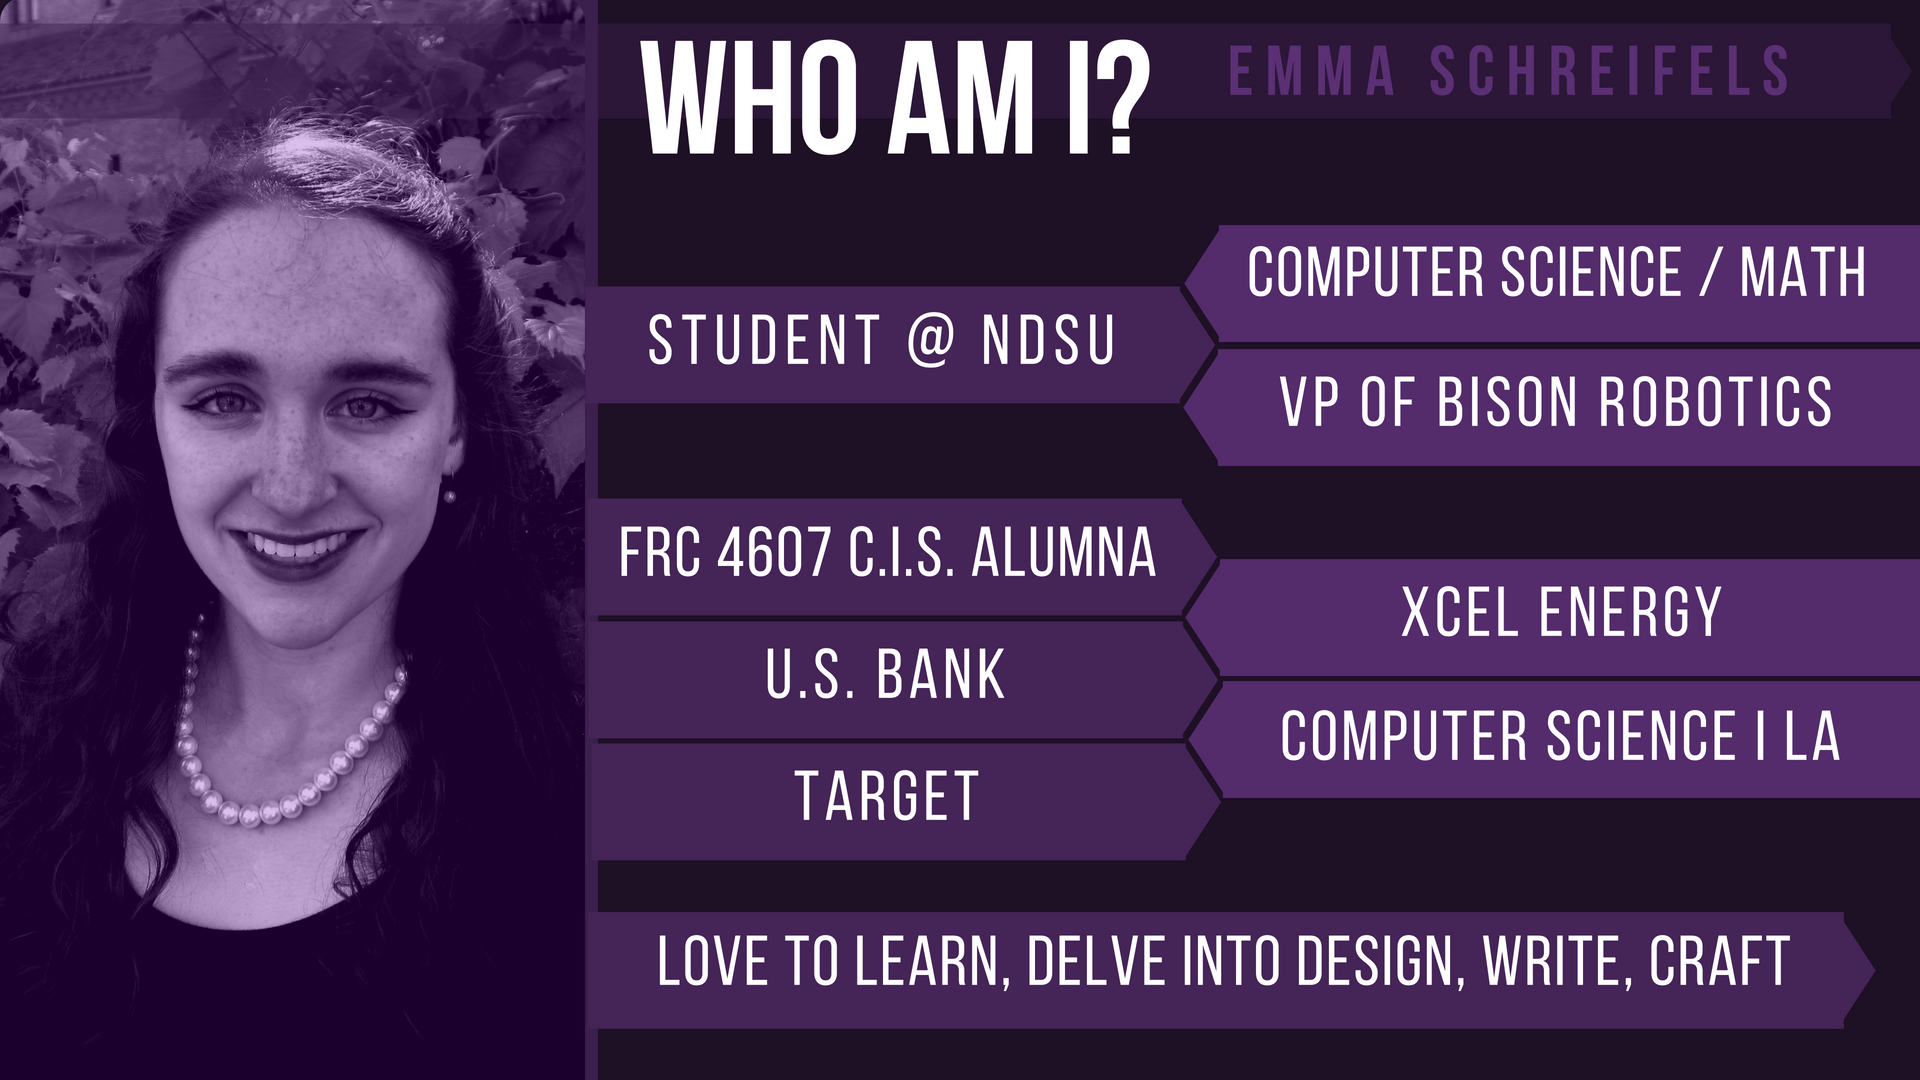 WHO AM I?
EMMA SCHREIFELS
STUDENT @ NDSU
COMPUTER SCIENCE / MATH
VP OF BISON ROBOTICS
FRC 4607 C.I.S. ALUMNA
U.S. BANK
TARGET
XCEL ENERGY
COMPUTER SCIENCE I LA
LOVE TO LEARN, DELVE INTO DESIGN, WRITE, CRAFT